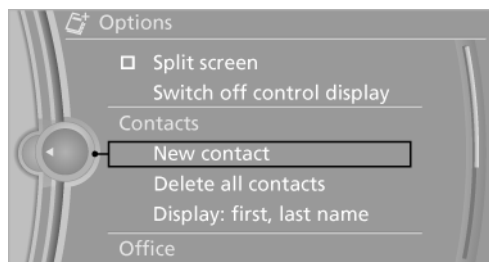 Options
Split screen
Switch off control display
Contacts
New contact
Delete all contacts
Display: first, last name
Office